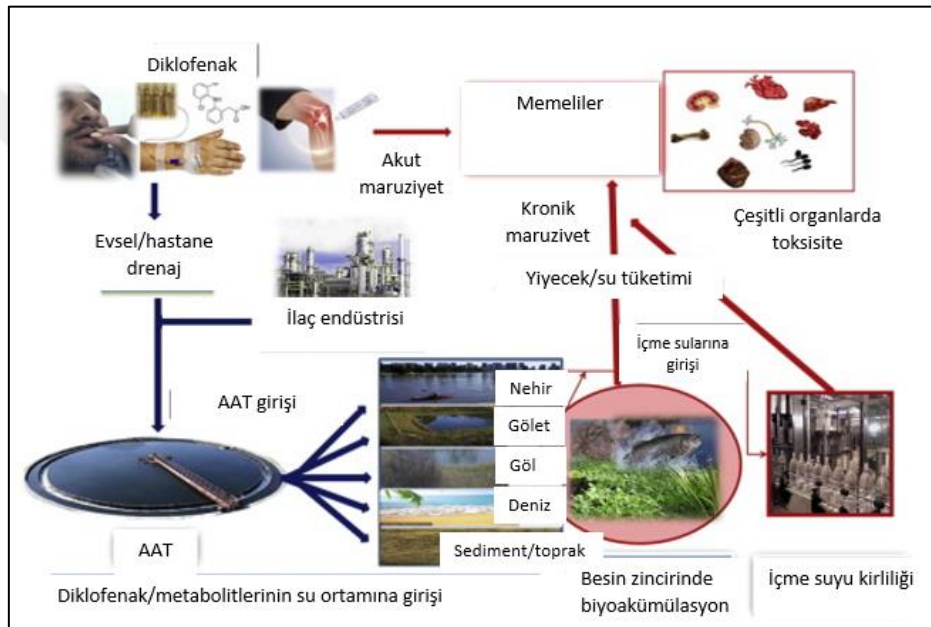 Diklofenak
Memeliler
Akut
maruziyet
Çeşitli organlarda
toksisite
Kronik
maruzivet
Evsel/hastane
drenaj
Yiyecek/su tüketimi
İlaç endüstrisi
İçme sularına
girişi
AAT girişi
Nehir
Gölet
Göl
Deniz
Sediment/toprak
AAT
Besin zincirinde
biyoakümülasyon
İçme suyu kirliliği
Diklofenak/metabolitlerinin su ortamına girişi